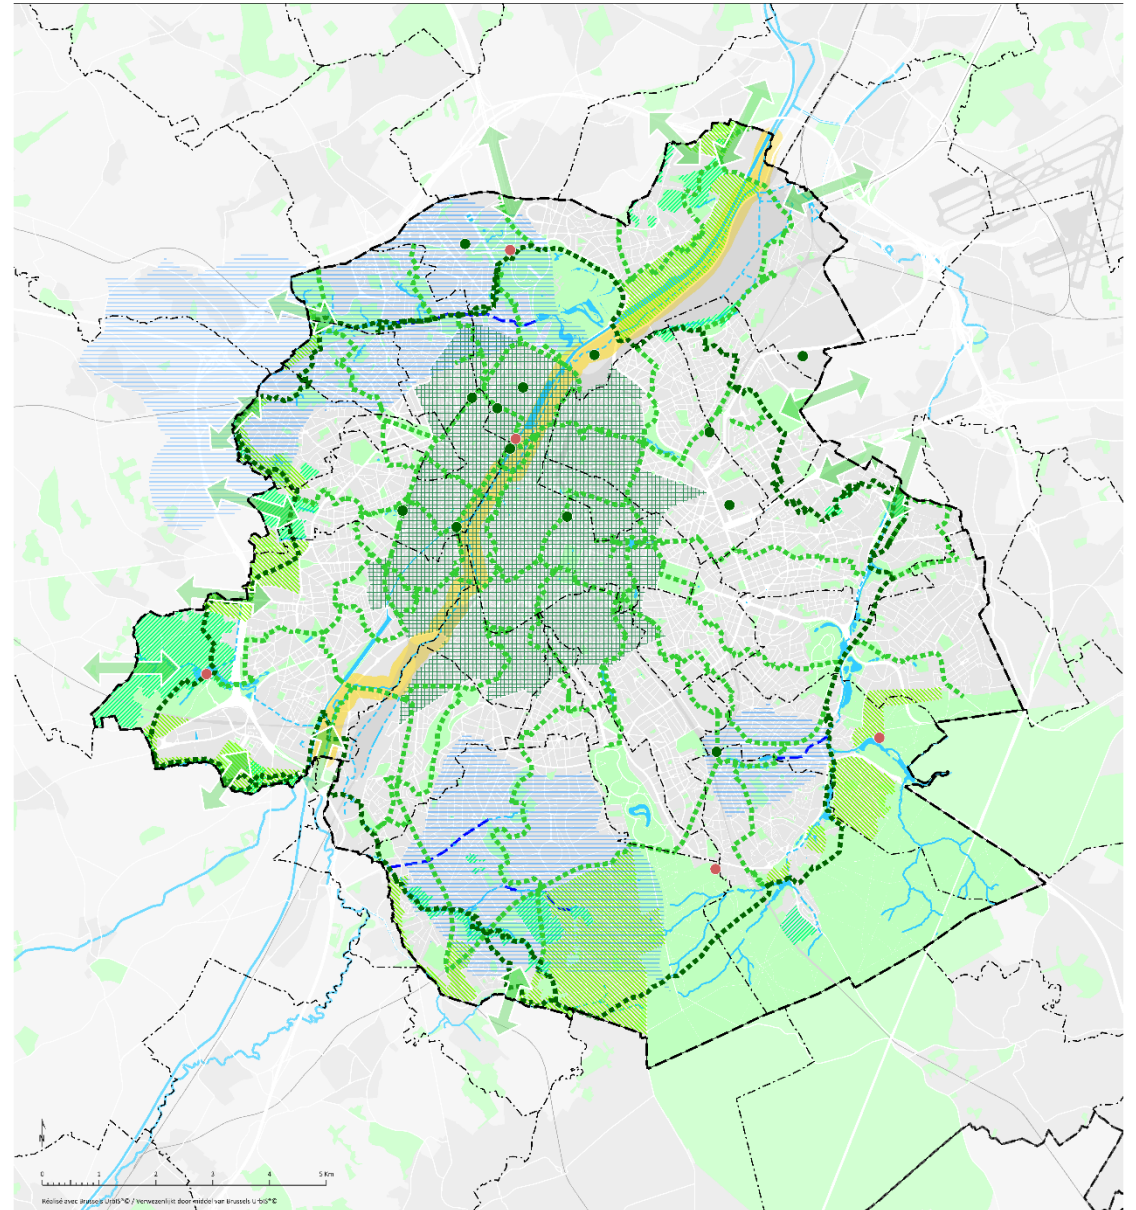 N
0 1 2 3 4 5 Km
Réalisé avec Brussels UrbIS®© / Verwezenlijkt door middel van Brussels UrbIS®©